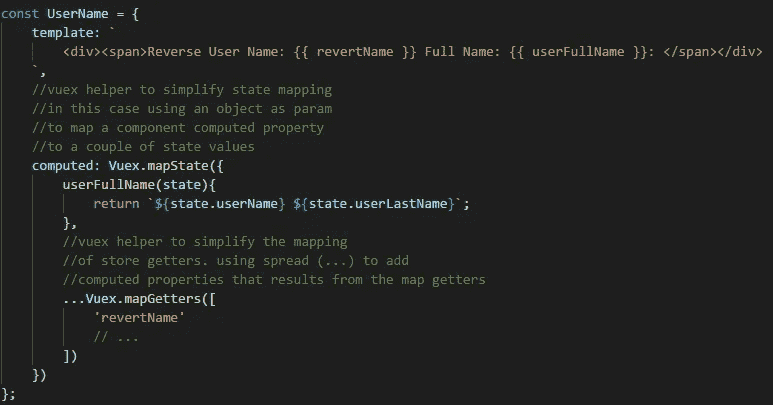 const UserName = {
    template: `
        <div><span>Reverse User Name: {{ revertName }} Full Name: {{ userFullName }}: </span></div>
    `,
    //vuex helper to simplify state mapping
    //in this case using an object as param
    //to map a component computed property
    //to a couple of state values
    computed: Vuex.mapState({
        userFullName(state){
            return `${state.userName} ${state.userLastName}`;
        },
        //vuex helper to simplify the mapping
        //of store getters. using spread (...) to add
        //computed properties that results from the map getters
        ...Vuex.mapGetters([
            'revertName'
            // ...
        ])
    })
};